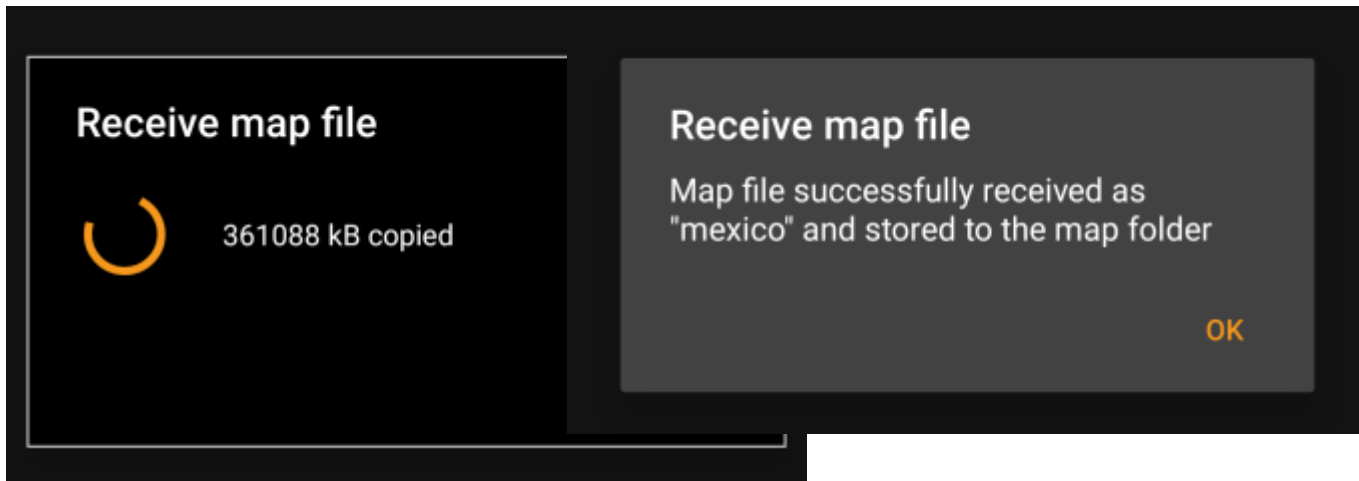 Receive map file
361088 kB copied
Receive map file
Map file successfully received as
"mexico" and stored to the map folder
OK